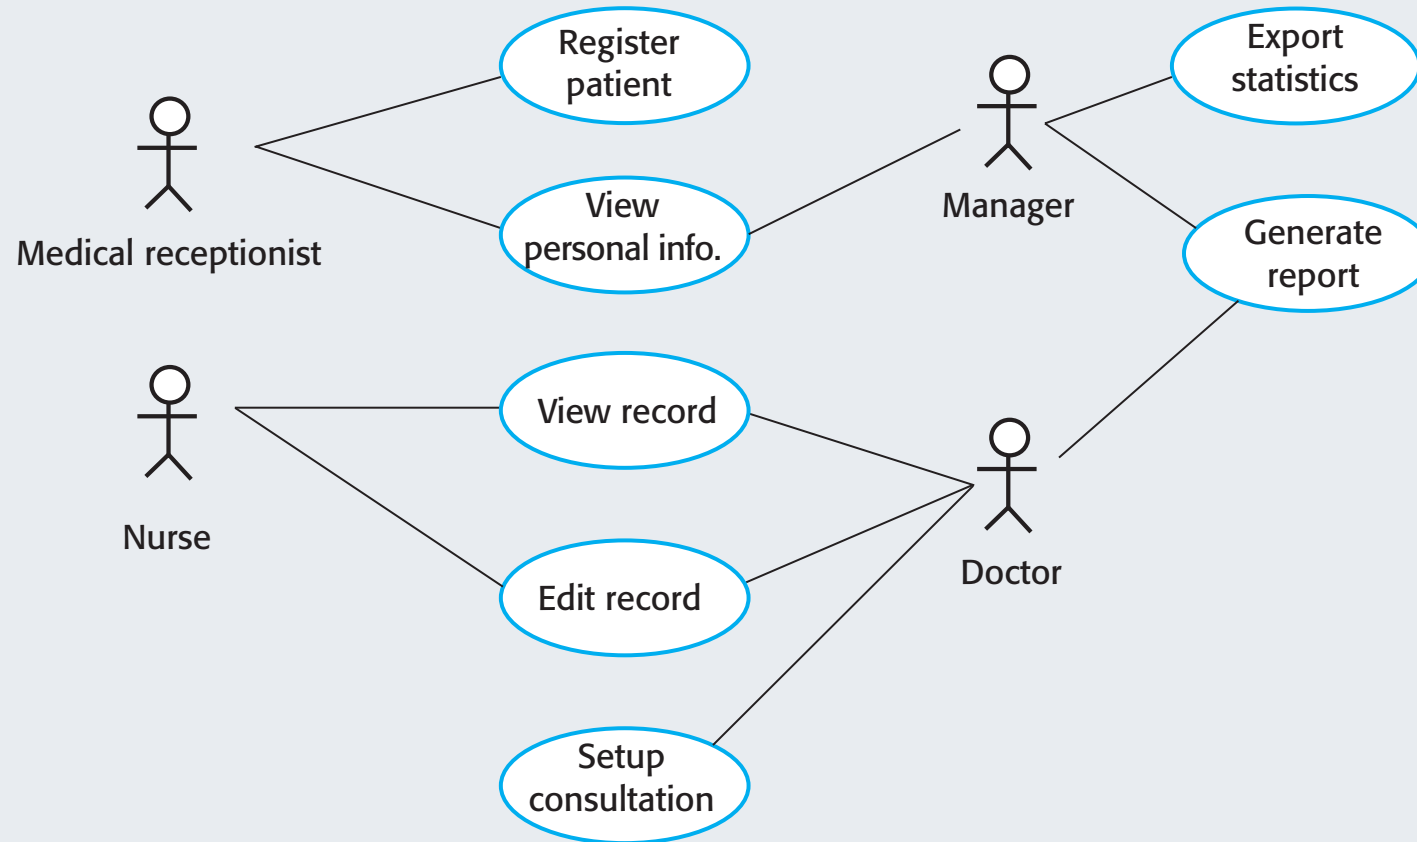 Register
patient
Export
statistics
Medical receptionist
View
personal info.
Manager
Generate
report
View record
Nurse
Edit record
Doctor
Setup
consultation